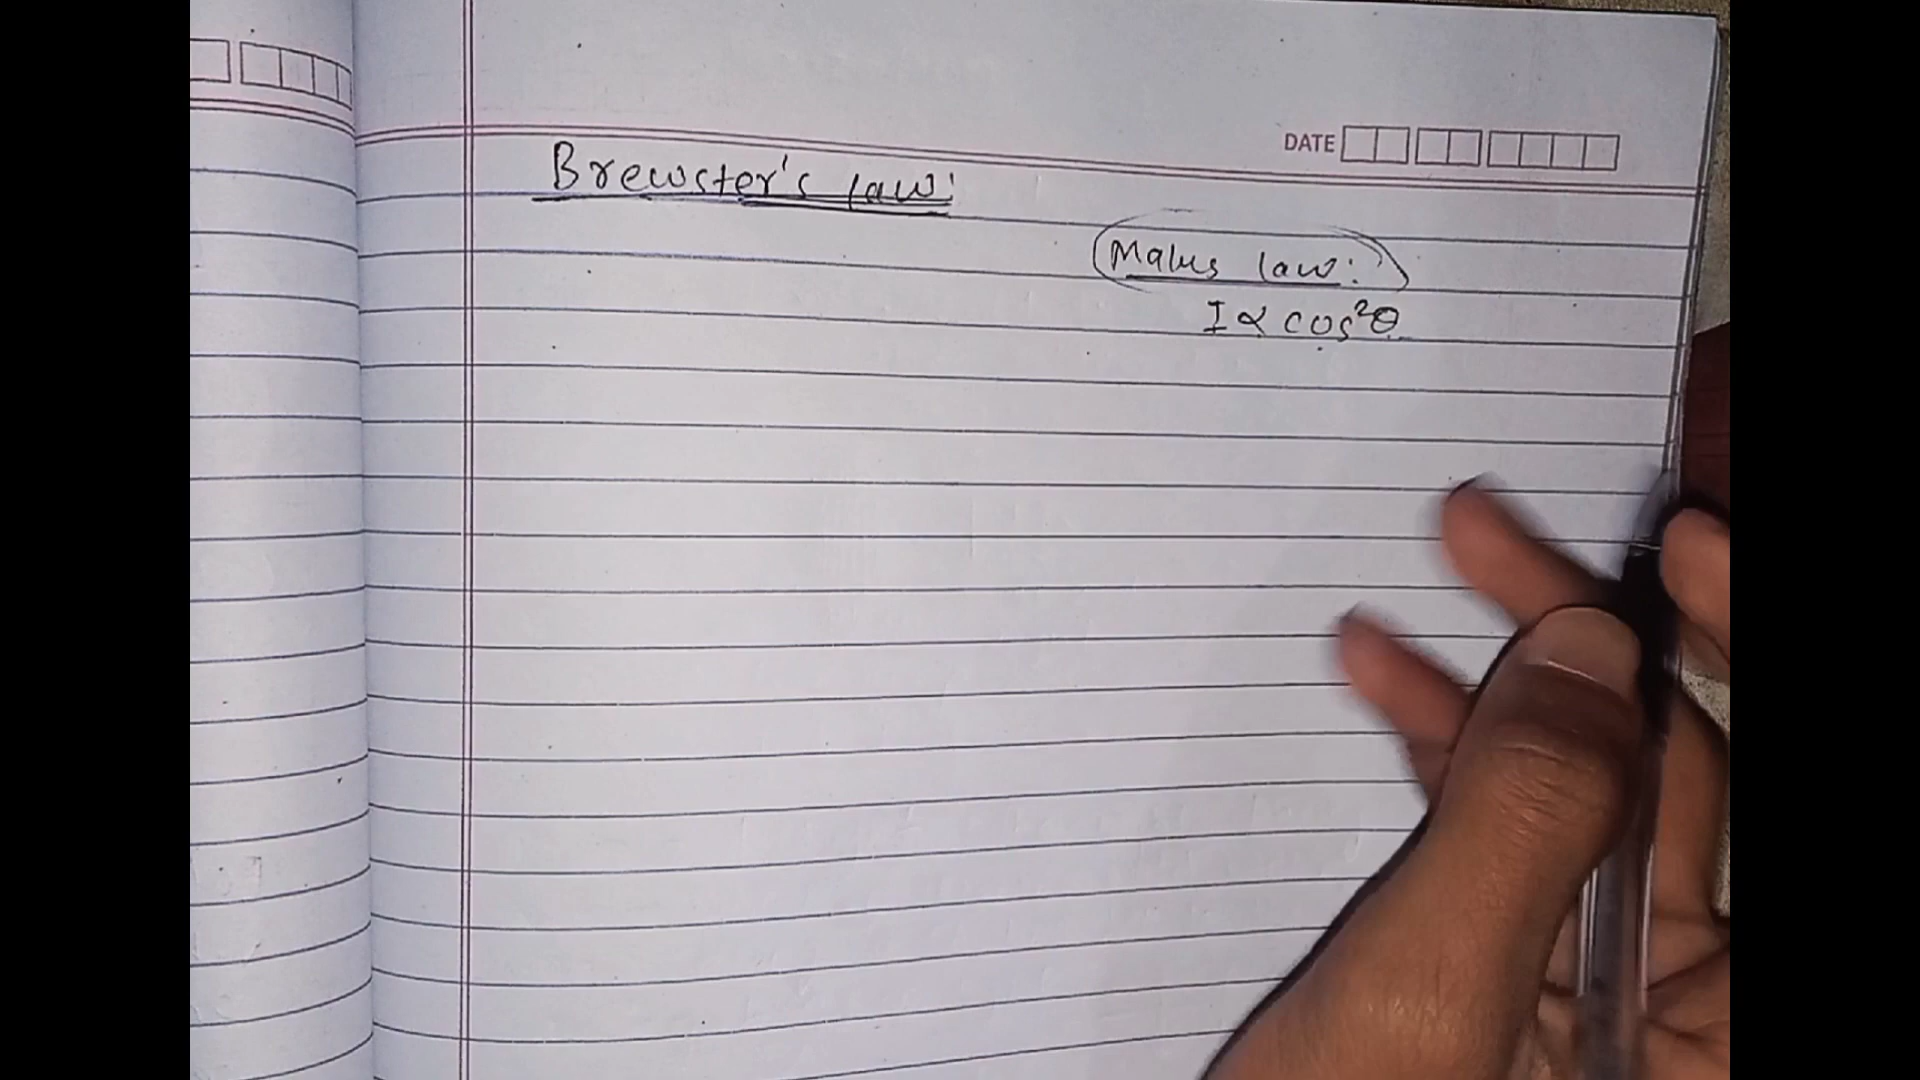 DATE
Brewster's law:
Malus law:
I ∝ cos²θ